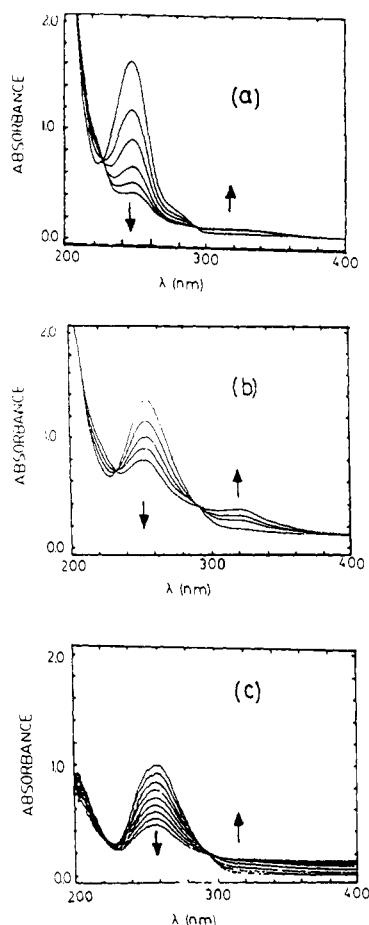 2.0
(a)
ABSORBANCE
1.0
0.0
200 300 400
λ (nm)
2.0
(b)
ABSORBANCE
1.0
0.0
200 300 400
λ (nm)
2.0
(c)
ABSORBANCE
1.0
0.0
200 300 400
λ (nm)